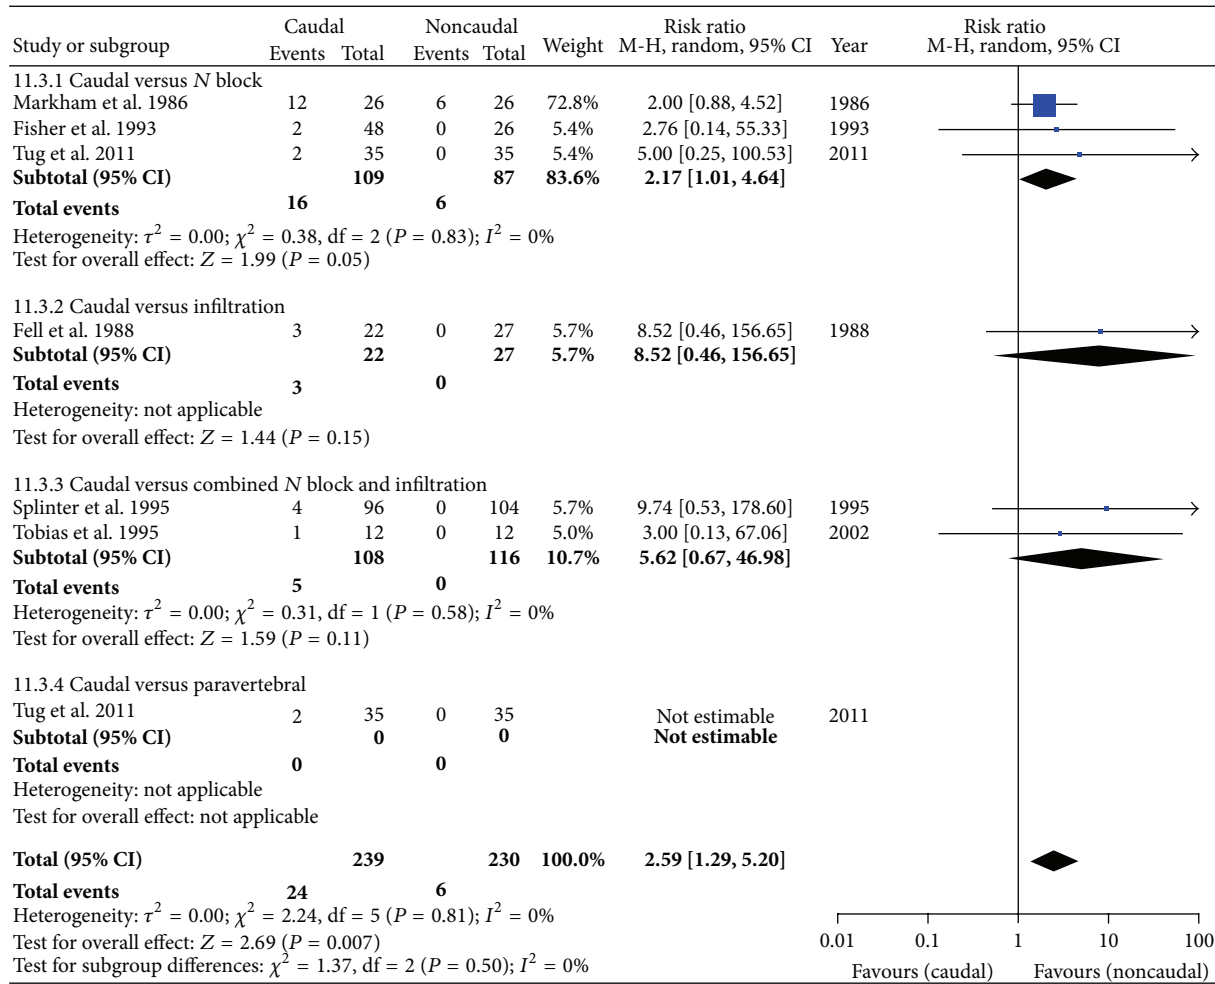 Study or subgroup Caudal Noncaudal Weight Risk ratio M-H, random, 95% CI Year Risk ratio M-H, random, 95% CI
Events Total Events Total
11.3.1 Caudal versus N block
Markham et al. 1986 12 26 6 26 72.8% 2.00 [0.88, 4.52] 1986
Fisher et al. 1993 2 48 0 26 5.4% 2.76 [0.14, 55.33] 1993
Tug et al. 2011 2 35 0 35 5.4% 5.00 [0.25, 100.53] 2011
Subtotal (95% CI) 109 87 83.6% 2.17 [1.01, 4.64]
Total events 16 6
Heterogeneity: τ² = 0.00; χ² = 0.38, df = 2 (P = 0.83); I² = 0%
Test for overall effect: Z = 1.99 (P = 0.05)
11.3.2 Caudal versus infiltration
Fell et al. 1988 3 22 0 27 5.7% 8.52 [0.46, 156.65] 1988
Subtotal (95% CI) 22 27 5.7% 8.52 [0.46, 156.65]
Total events 3 0
Heterogeneity: not applicable
Test for overall effect: Z = 1.44 (P = 0.15)
11.3.3 Caudal versus combined N block and infiltration
Splinter et al. 1995 4 96 0 104 5.7% 9.74 [0.53, 178.60] 1995
Tobias et al. 1995 1 12 0 12 5.0% 3.00 [0.13, 67.06] 2002
Subtotal (95% CI) 108 116 10.7% 5.62 [0.67, 46.98]
Total events 5 0
Heterogeneity: τ² = 0.00; χ² = 0.31, df = 1 (P = 0.58); I² = 0%
Test for overall effect: Z = 1.59 (P = 0.11)
11.3.4 Caudal versus paravertebral
Tug et al. 2011 2 35 0 35 Not estimable 2011
Subtotal (95% CI) 0 0 Not estimable
Total events 0 0
Heterogeneity: not applicable
Test for overall effect: not applicable
Total (95% CI) 239 230 100.0% 2.59 [1.29, 5.20]
Total events 24 6
Heterogeneity: τ² = 0.00; χ² = 2.24, df = 5 (P = 0.81); I² = 0%
Test for overall effect: Z = 2.69 (P = 0.007)
Test for subgroup differences: χ² = 1.37, df = 2 (P = 0.50); I² = 0%
0.01 0.1 1 10 100
Favours (caudal) Favours (noncaudal)